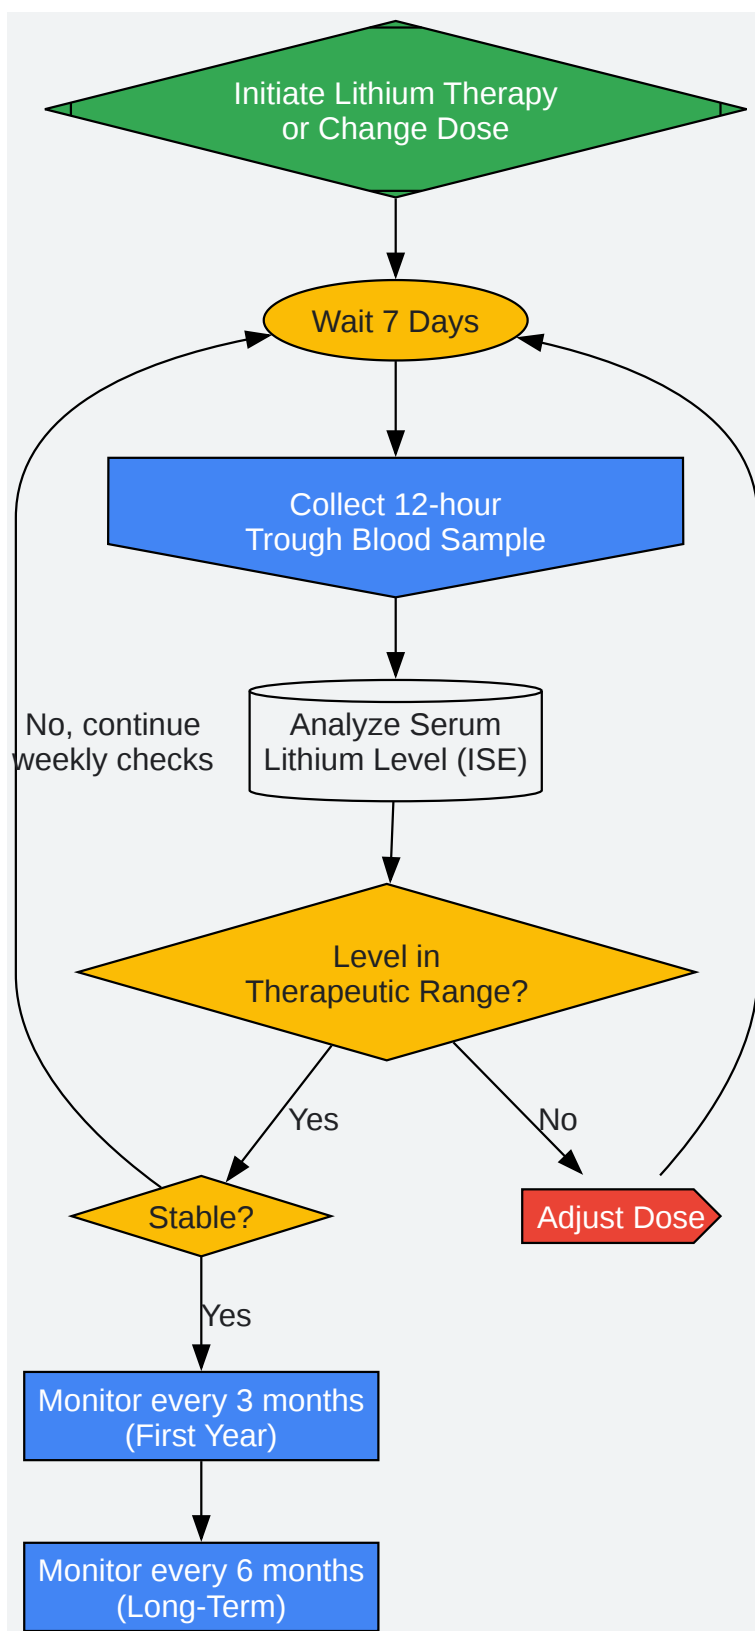 Initiate Lithium Therapy
or Change Dose
Wait 7 Days
Collect 12-hour
Trough Blood Sample
No, continue
weekly checks
Analyze Serum
Lithium Level (ISE)
Level in
Therapeutic Range?
Yes
No
Stable?
Adjust Dose
Yes
Monitor every 3 months
(First Year)
Monitor every 6 months
(Long-Term)